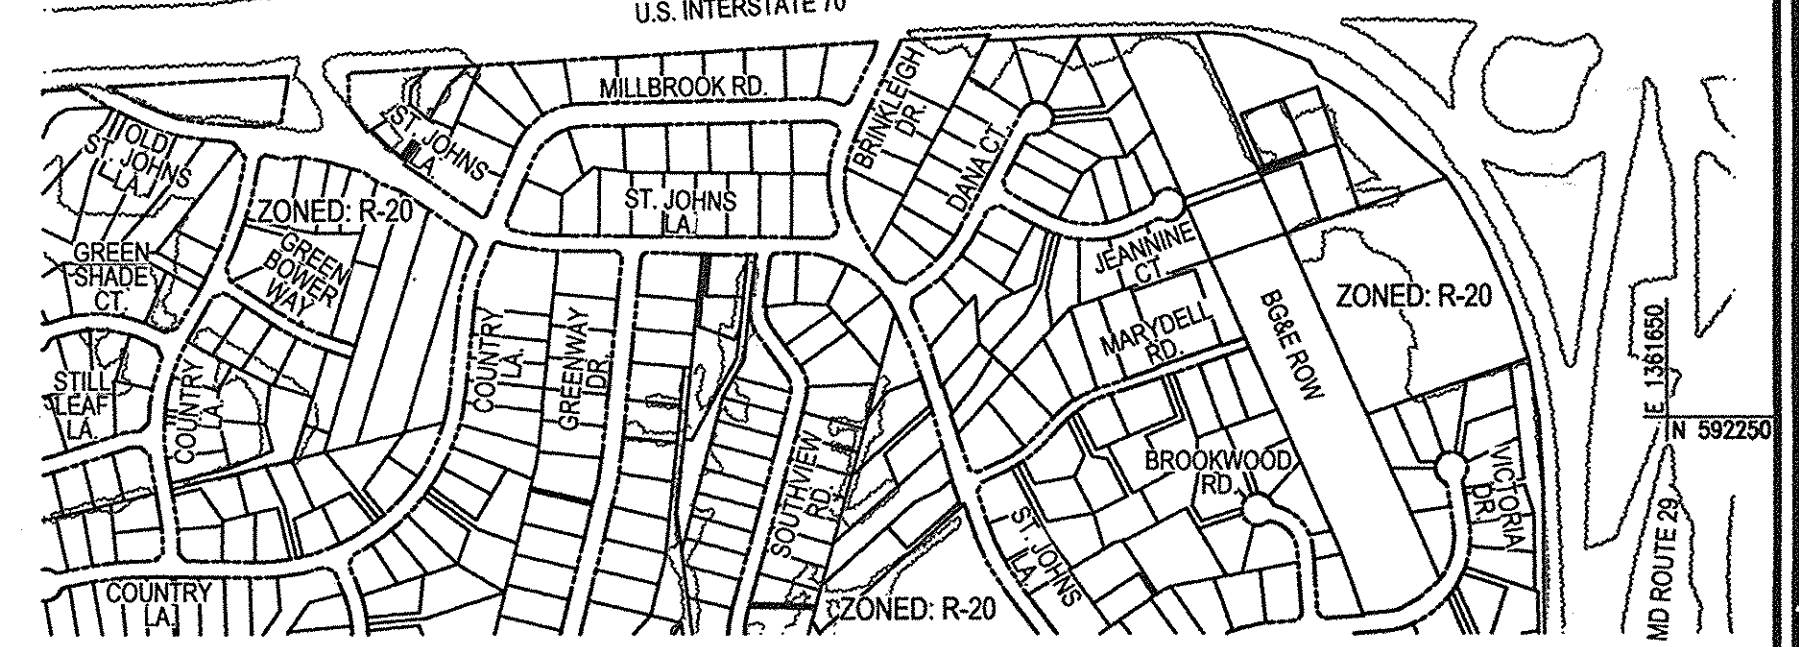 U.S. INTERSTATE 70
MILLBROOK RD.
BRINKLEIGH
DR.
ST. JOHNS
LA.
OLD
ST. JOHNS
LA.
DANA CT.
ZONED: R-20
ST. JOHNS
LA.
GREEN
SHADE
CT.
GREEN
BOWER
WAY
JEANNINE
CT.
ZONED: R-20
BG&E ROW
MARYDELL
RD.
E 1361650
N 592250
COUNTRY
LA.
GREENWAY
DR.
STILL
LEAF
LA.
COUNTRY
LA.
SOUTHVIEW
RD.
BROOKWOOD
RD.
VICTORIA
DR.
ST. JOHNS
LA.
MD ROUTE 29
COUNTRY
LA.
ZONED: R-20